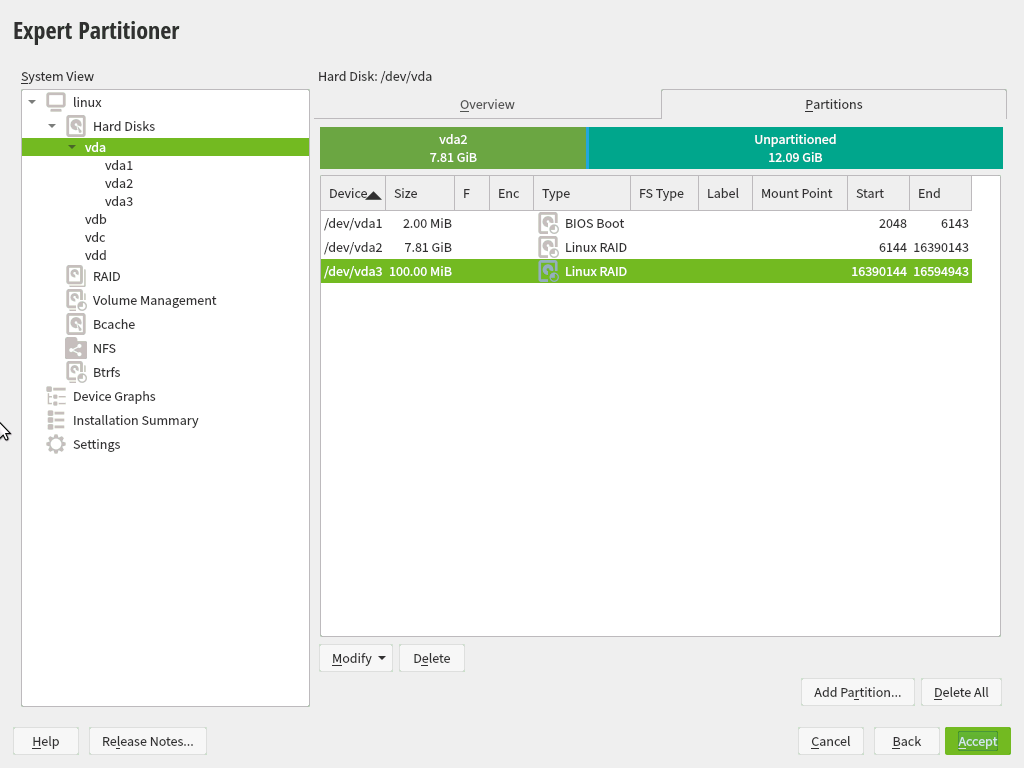 Expert Partitioner
System View
linux
Hard Disks
vda
vda1
vda2
vda3
vdb
vdc
vdd
RAID
Volume Management
Bcache
NFS
Btrfs
Device Graphs
Installation Summary
Settings
Hard Disk: /dev/vda
Overview Partitions
vda2 Unpartitioned
7.81 GiB 12.09 GiB
Device Size F Enc Type FS Type Label Mount Point Start End
/dev/vda1 2.00 MiB BIOS Boot 2048 6143
/dev/vda2 7.81 GiB Linux RAID 6144 16390143
/dev/vda3 100.00 MiB Linux RAID 16390144 16594943
Modify Delete
Add Partition... Delete All
Help Release Notes... Cancel Back Accept